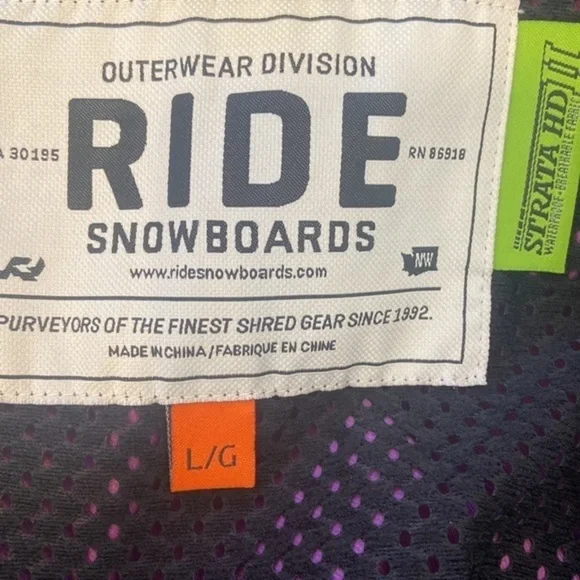 OUTERWEAR DIVISION
A 30195
RIDE
RN 86918
SNOWBOARDS
www.ridesnowboards.com
NW
PURVEYORS OF THE FINEST SHRED GEAR SINCE 1992.
MADE IN CHINA/FABRIQUE EN CHINE
L/G
STRATA HD II
WATERPROOF•BREATHABLE FABRIC